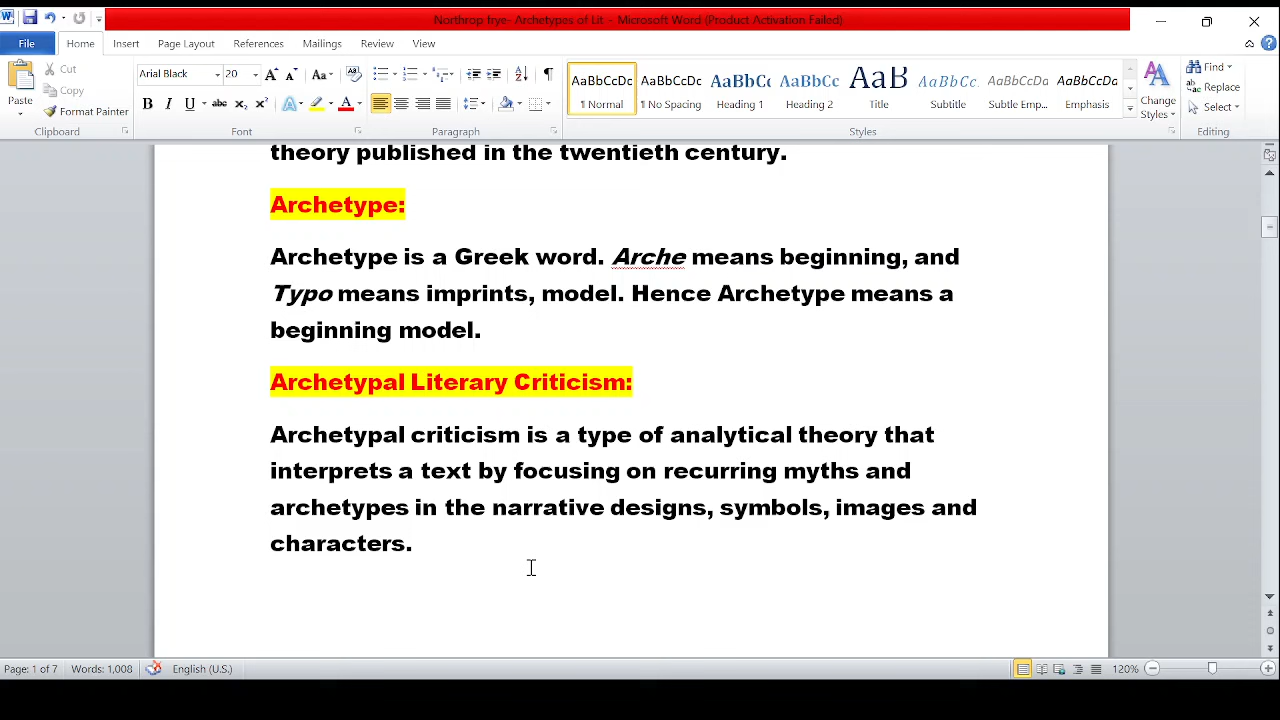 Northrop frye- Archetypes of Lit - Microsoft Word (Product Activation Failed)
File Home Insert Page Layout References Mailings Review View
Paste
Cut
Copy
Format Painter
Clipboard
Arial Black 20
Font
Paragraph
AaBbCcDc AaBbCcDc AaBbCc AaBbCc AaB AaBbCc. AaBbCcDc AaBbCcDc
¶ Normal ¶ No Spacing Heading 1 Heading 2 Title Subtitle Subtle Em... Emphasis
Change
Styles
Styles
Find
Replace
Select
Editing
theory published in the twentieth century.
Archetype:
Archetype is a Greek word. Arche means beginning, and
Typo means imprints, model. Hence Archetype means a
beginning model.
Archetypal Literary Criticism:
Archetypal criticism is a type of analytical theory that
interprets a text by focusing on recurring myths and
archetypes in the narrative designs, symbols, images and
characters.
Page: 1 of 7 Words: 1,008 English (U.S.) 120%